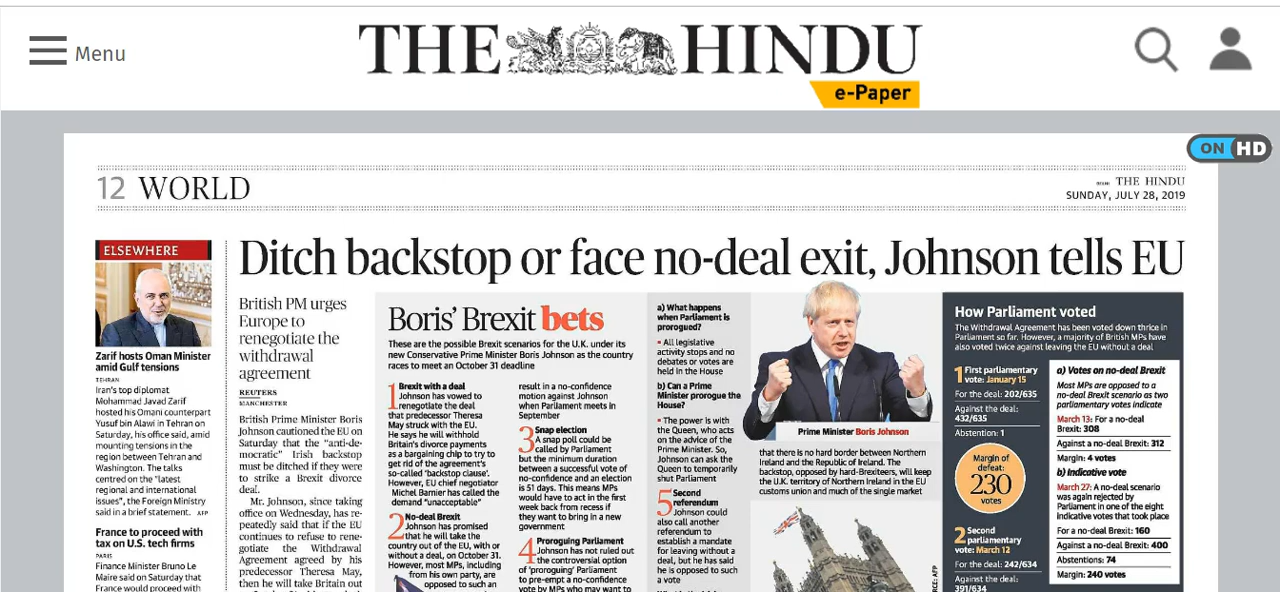 Menu
THE HINDU
e-Paper
ON HD
12 WORLD
THE HINDU
SUNDAY, JULY 28, 2019
ELSEWHERE
Zarif hosts Oman Minister
amid Gulf tensions
TEHRAN
Iran's top diplomat
Mohammad Javad Zarif
hosted his Omani counterpart
Yusuf bin Alawi in Tehran on
Saturday, his office said, amid
mounting tensions in the
region between Tehran and
Washington. The talks
centred on the "latest
regional and international
issues", the Foreign Ministry
said in a brief statement. AFP
France to proceed with
tax on U.S. tech firms
PARIS
Finance Minister Bruno Le
Maire said on Saturday that
France would proceed with
Ditch backstop or face no-deal exit, Johnson tells EU
British PM urges
Europe to
renegotiate the
withdrawal
agreement
REUTERS
MANCHESTER
British Prime Minister Boris
Johnson cautioned the EU on
Saturday that the "anti-de-
mocratic" Irish backstop
must be ditched if they were
to strike a Brexit divorce
deal.
Mr. Johnson, since taking
office on Wednesday, has re-
peatedly said that if the EU
continues to refuse to rene-
gotiate the Withdrawal
Agreement agreed by his
predecessor Theresa May,
then he will take Britain out
Boris' Brexit bets
These are the possible Brexit scenarios for the U.K. under its
new Conservative Prime Minister Boris Johnson as the country
races to meet an October 31 deadline
1 Brexit with a deal
Johnson has vowed to
renegotiate the deal
that predecessor Theresa
May struck with the EU.
He says he will withhold
Britain's divorce payments
as a bargaining chip to try to
get rid of the agreement's
so-called 'backstop clause'.
However, EU chief negotiator
Michel Barnier has called the
demand "unacceptable"
2 No-deal Brexit
Johnson has promised
that he will take the
country out of the EU, with or
without a deal, on October 31.
However, most MPs, including
from his own party, are
opposed to such an
result in a no-confidence
motion against Johnson
when Parliament meets in
September
3 Snap election
A snap poll could be
called by Parliament
but the minimum duration
between a successful vote of
no-confidence and an election
is 51 days. This means MPs
would have to act in the first
week back from recess if
they want to bring in a new
government
4 Proroguing Parliament
Johnson has not ruled out
the controversial option
of 'proroguing' Parliament
to pre-empt a no-confidence
vote by MPs who may want to
a) What happens
when Parliament is
prorogued?
▪ All legislative
activity stops and no
debates or votes are
held in the House
b) Can a Prime
Minister prorogue the
House?
▪ The power is with
the Queen, who acts
on the advice of the
Prime Minister. So,
Johnson can ask the
Queen to temporarily
shut Parliament
5 Second
referendum
Johnson could
also call another
referendum to
establish a mandate
for leaving without a
deal, but he has said
he is opposed to such
a vote
Prime Minister Boris Johnson
that there is no hard border between Northern
Ireland and the Republic of Ireland. The
backstop, opposed by hard-Brexiteers, will keep
the U.K. territory of Northern Ireland in the EU
customs union and much of the single market
How Parliament voted
The Withdrawal Agreement has been voted down thrice in
Parliament so far. However, a majority of British MPs have
also voted twice against leaving the EU without a deal
1 First parliamentary
vote: January 15
For the deal: 202/635
Against the deal:
432/635
Abstention: 1
Margin of
defeat:
230
votes
2 Second
parliamentary
vote: March 12
For the deal: 242/634
Against the deal:
391/634
a) Votes on no-deal Brexit
Most MPs are opposed to a
no-deal Brexit scenario as two
parliamentary votes indicate
March 13: For a no-deal
Brexit: 308
Against a no-deal Brexit: 312
Margin: 4 votes
b) Indicative vote
March 27: A no-deal scenario
was again rejected by
Parliament in one of the eight
indicative votes that took place
For a no-deal Brexit: 160
Against a no-deal Brexit: 400
Abstentions: 74
Margin: 240 votes